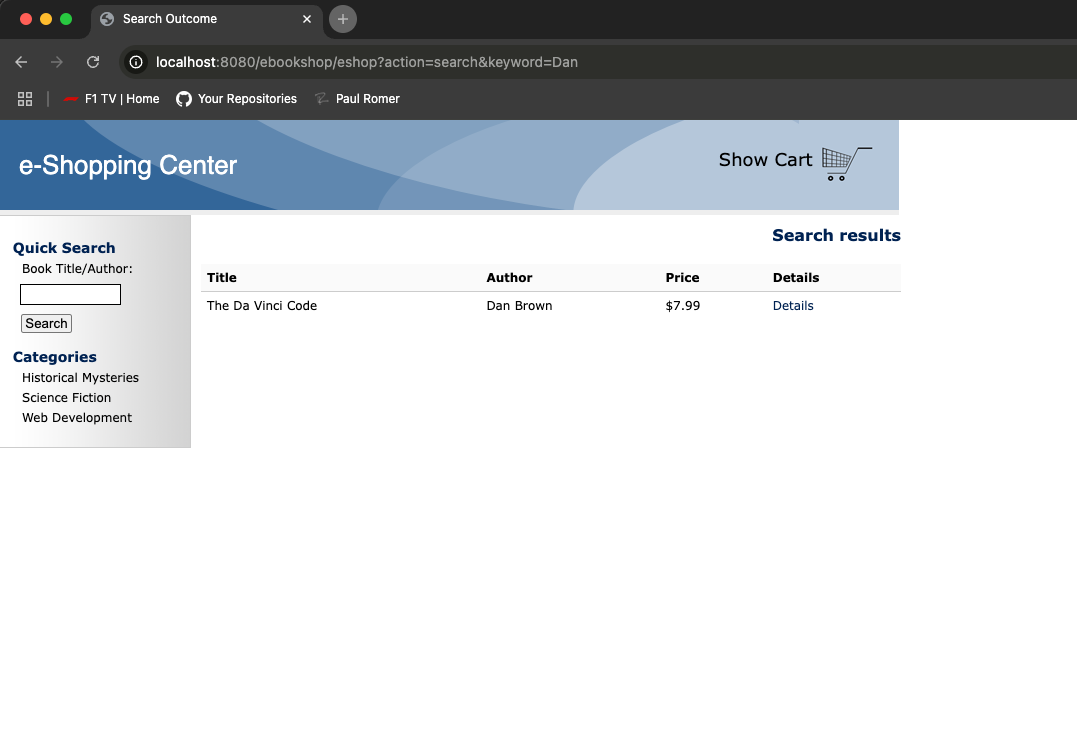 Search Outcome
localhost:8080/ebookshop/eshop?action=search&keyword=Dan
F1 TV | Home Your Repositories Paul Romer
e-Shopping Center
Show Cart
Quick Search
Book Title/Author:
Search
Categories
Historical Mysteries
Science Fiction
Web Development
Search results
Title Author Price Details
The Da Vinci Code Dan Brown $7.99 Details